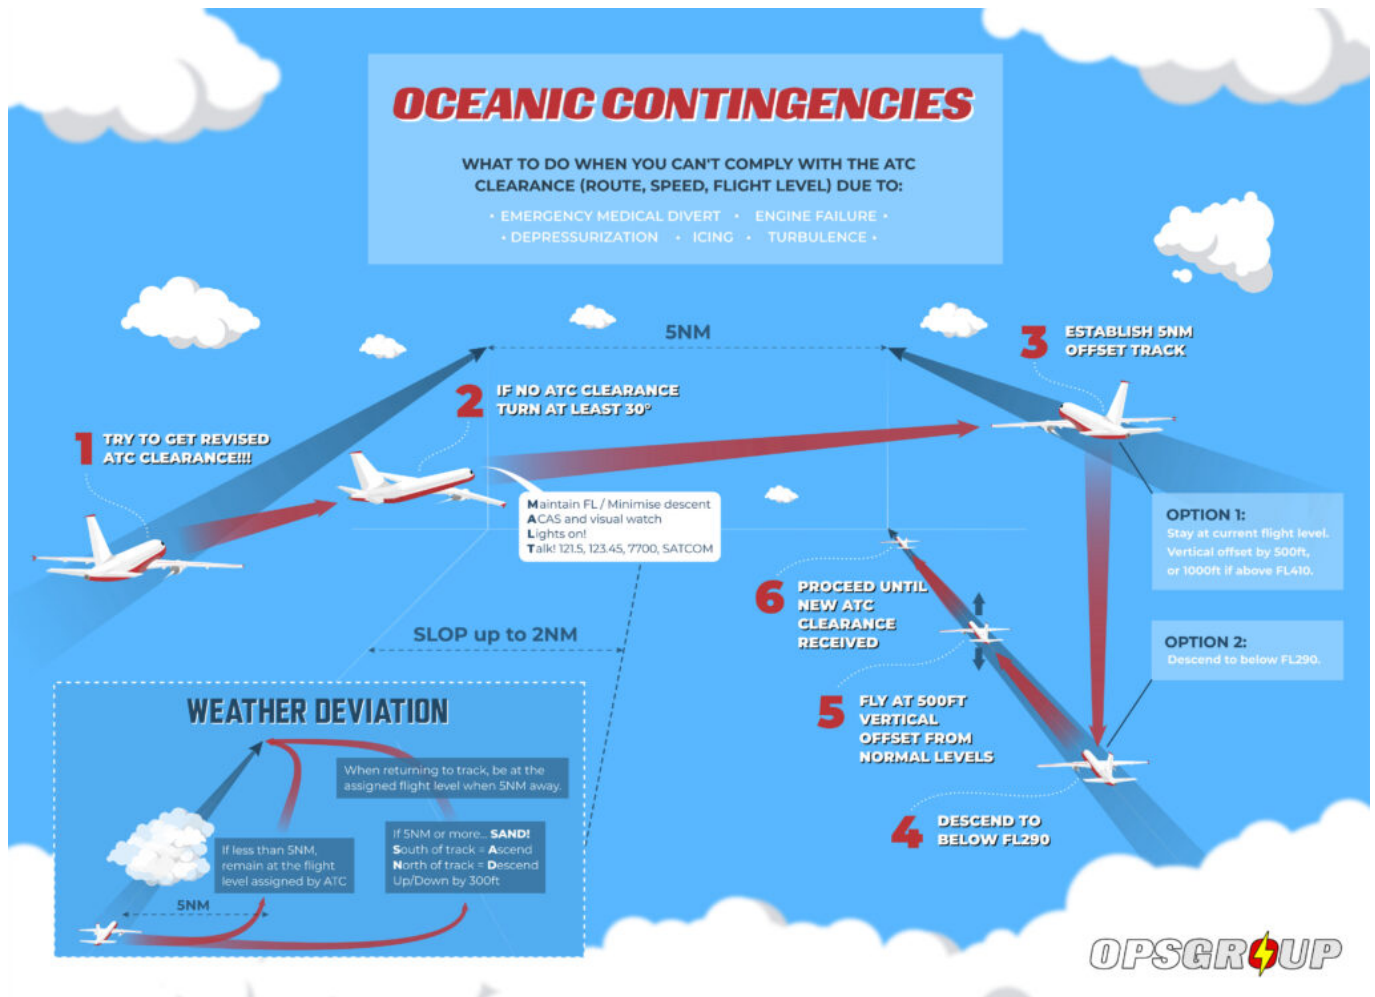 OCEANIC CONTINGENCIES
WHAT TO DO WHEN YOU CAN'T COMPLY WITH THE ATC
CLEARANCE (ROUTE, SPEED, FLIGHT LEVEL) DUE TO:
• EMERGENCY MEDICAL DIVERT • ENGINE FAILURE •
• DEPRESSURIZATION • ICING • TURBULENCE •
5NM
1 TRY TO GET REVISED
ATC CLEARANCE!!!
2 IF NO ATC CLEARANCE
TURN AT LEAST 30°
Maintain FL / Minimise descent
ACAS and visual watch
Lights on!
Talk! 121.5, 123.45, 7700, SATCOM
3 ESTABLISH 5NM
OFFSET TRACK
OPTION 1:
Stay at current flight level.
Vertical offset by 500ft,
or 1000ft if above FL410.
OPTION 2:
Descend to below FL290.
4 DESCEND TO
BELOW FL290
5 FLY AT 500FT
VERTICAL
OFFSET FROM
NORMAL LEVELS
6 PROCEED UNTIL
NEW ATC
CLEARANCE
RECEIVED
SLOP up to 2NM
WEATHER DEVIATION
When returning to track, be at the
assigned flight level when 5NM away.
If less than 5NM,
remain at the flight
level assigned by ATC
If 5NM or more... SAND!
South of track = Ascend
North of track = Descend
Up/Down by 300ft
5NM
OPSGROUP